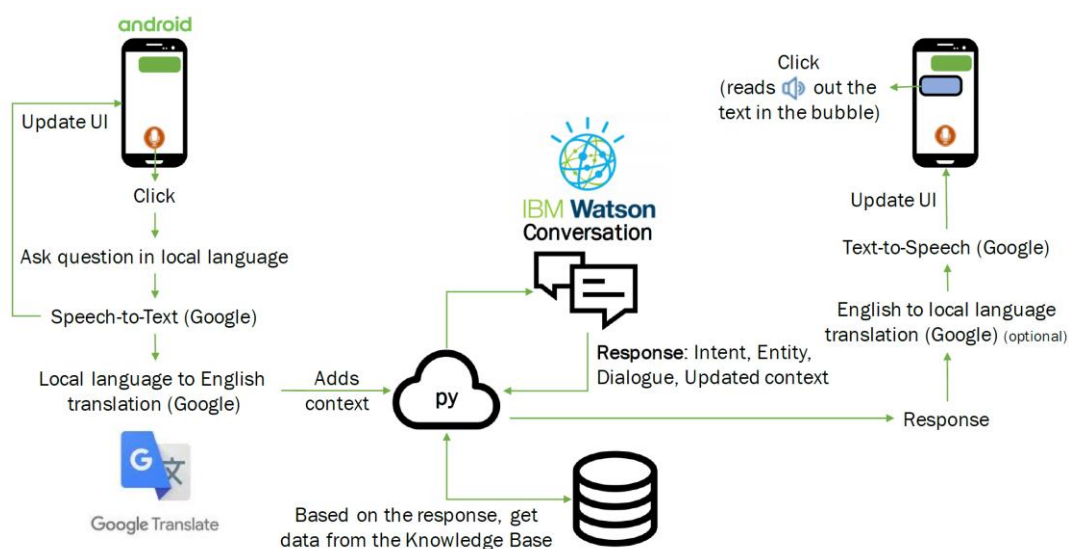 android
Update UI
Click
Ask question in local language
Speech-to-Text (Google)
Local language to English
translation (Google)
G
文
Google Translate
Adds
context
py
IBM Watson
Conversation
Response: Intent, Entity,
Dialogue, Updated context
Based on the response, get
data from the Knowledge Base
Response
English to local language
translation (Google) (optional)
Text-to-Speech (Google)
Update UI
Click
(reads out the
text in the bubble)